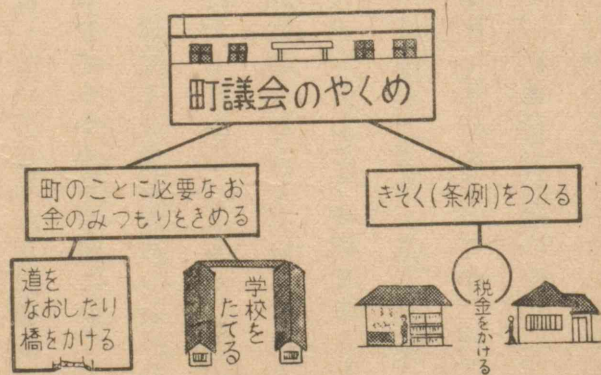 町議会のやくめ
町のことに必要なお
金のみつもりをきめる
きそく(条例)をつくる
道を
なおしたり
橋をかける
学校を
たてる
税金をかける